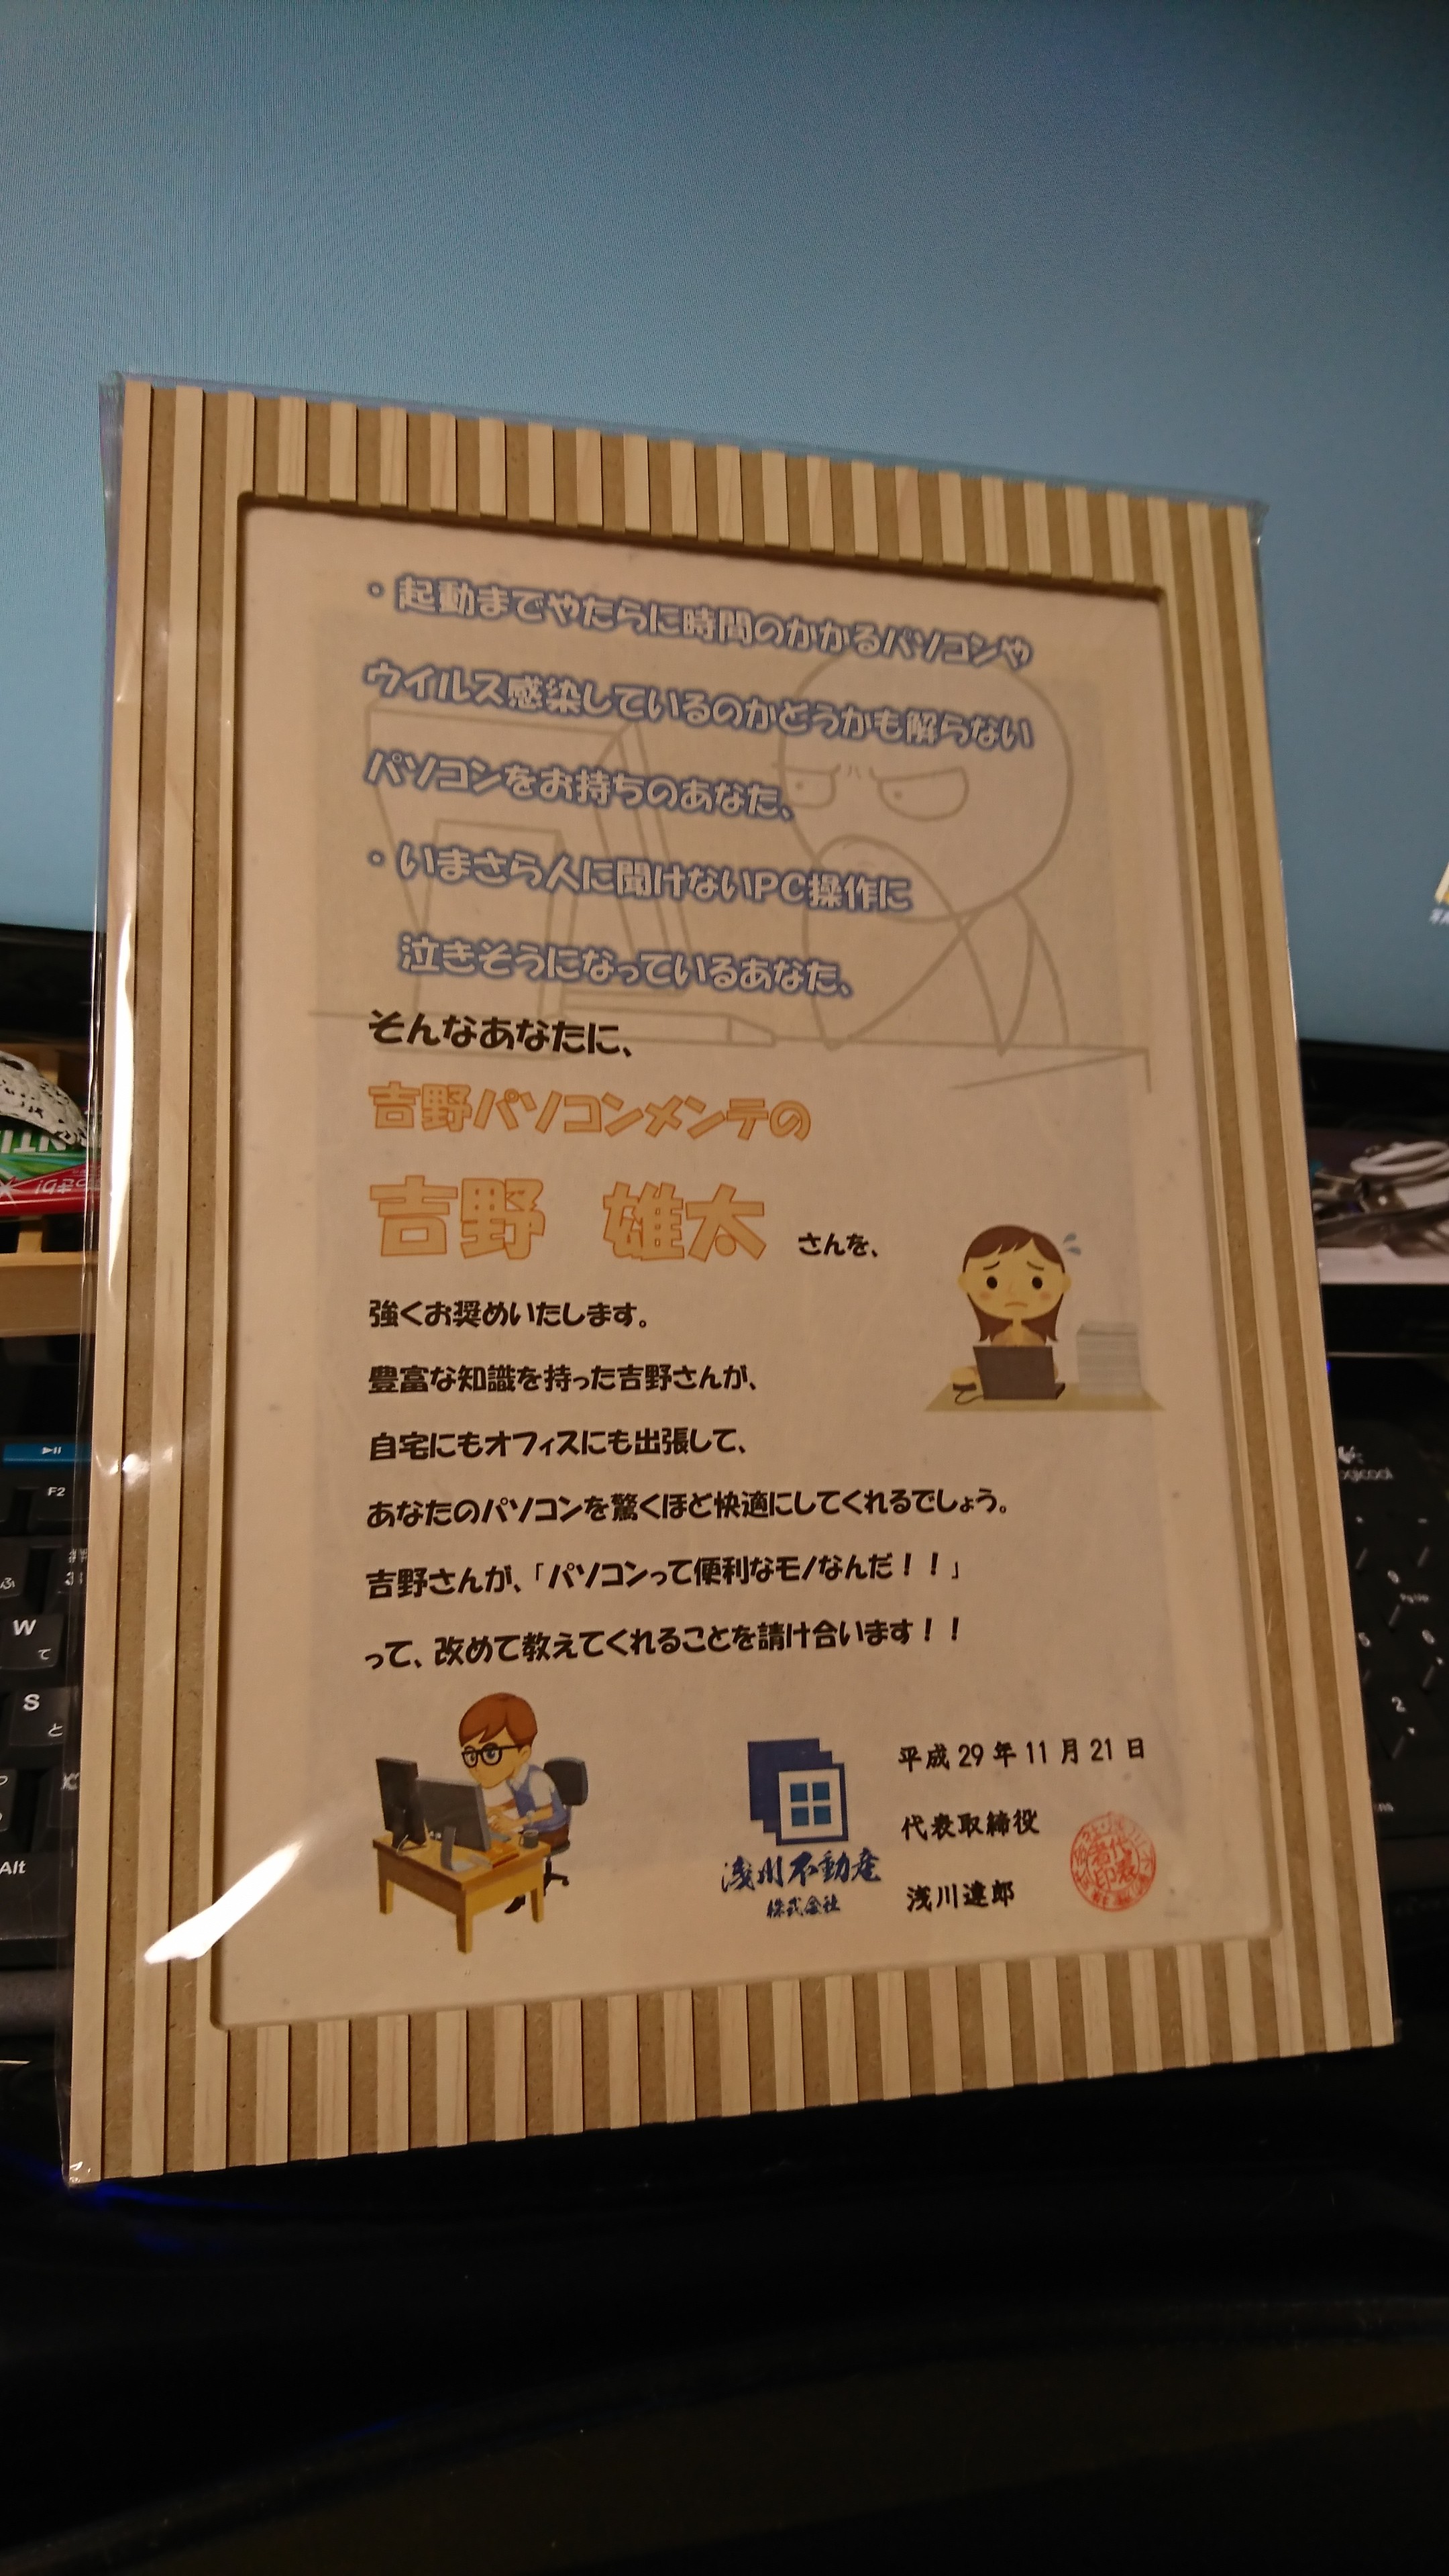 ・起動までやたらに時間のかかるパソコンや
ウイルス感染しているのかどうかも解らない
パソコンをお持ちのあなた、
・いまさら人に聞けないPC操作に
泣きそうになっているあなた、
そんなあなたに、
吉野パソコンメンテの
吉野 雄太 さんを、
強くお奨めいたします。
豊富な知識を持った吉野さんが、
自宅にもオフィスにも出張して、
あなたのパソコンを驚くほど快適にしてくれるでしょう。
吉野さんが、「パソコンって便利なモノなんだ！！」
って、改めて教えてくれることを請け合います！！
平成29年11月21日
代表取締役
浅川達郎
浅川不動産
株式会社
F2
W
て
S
と
Alt
2